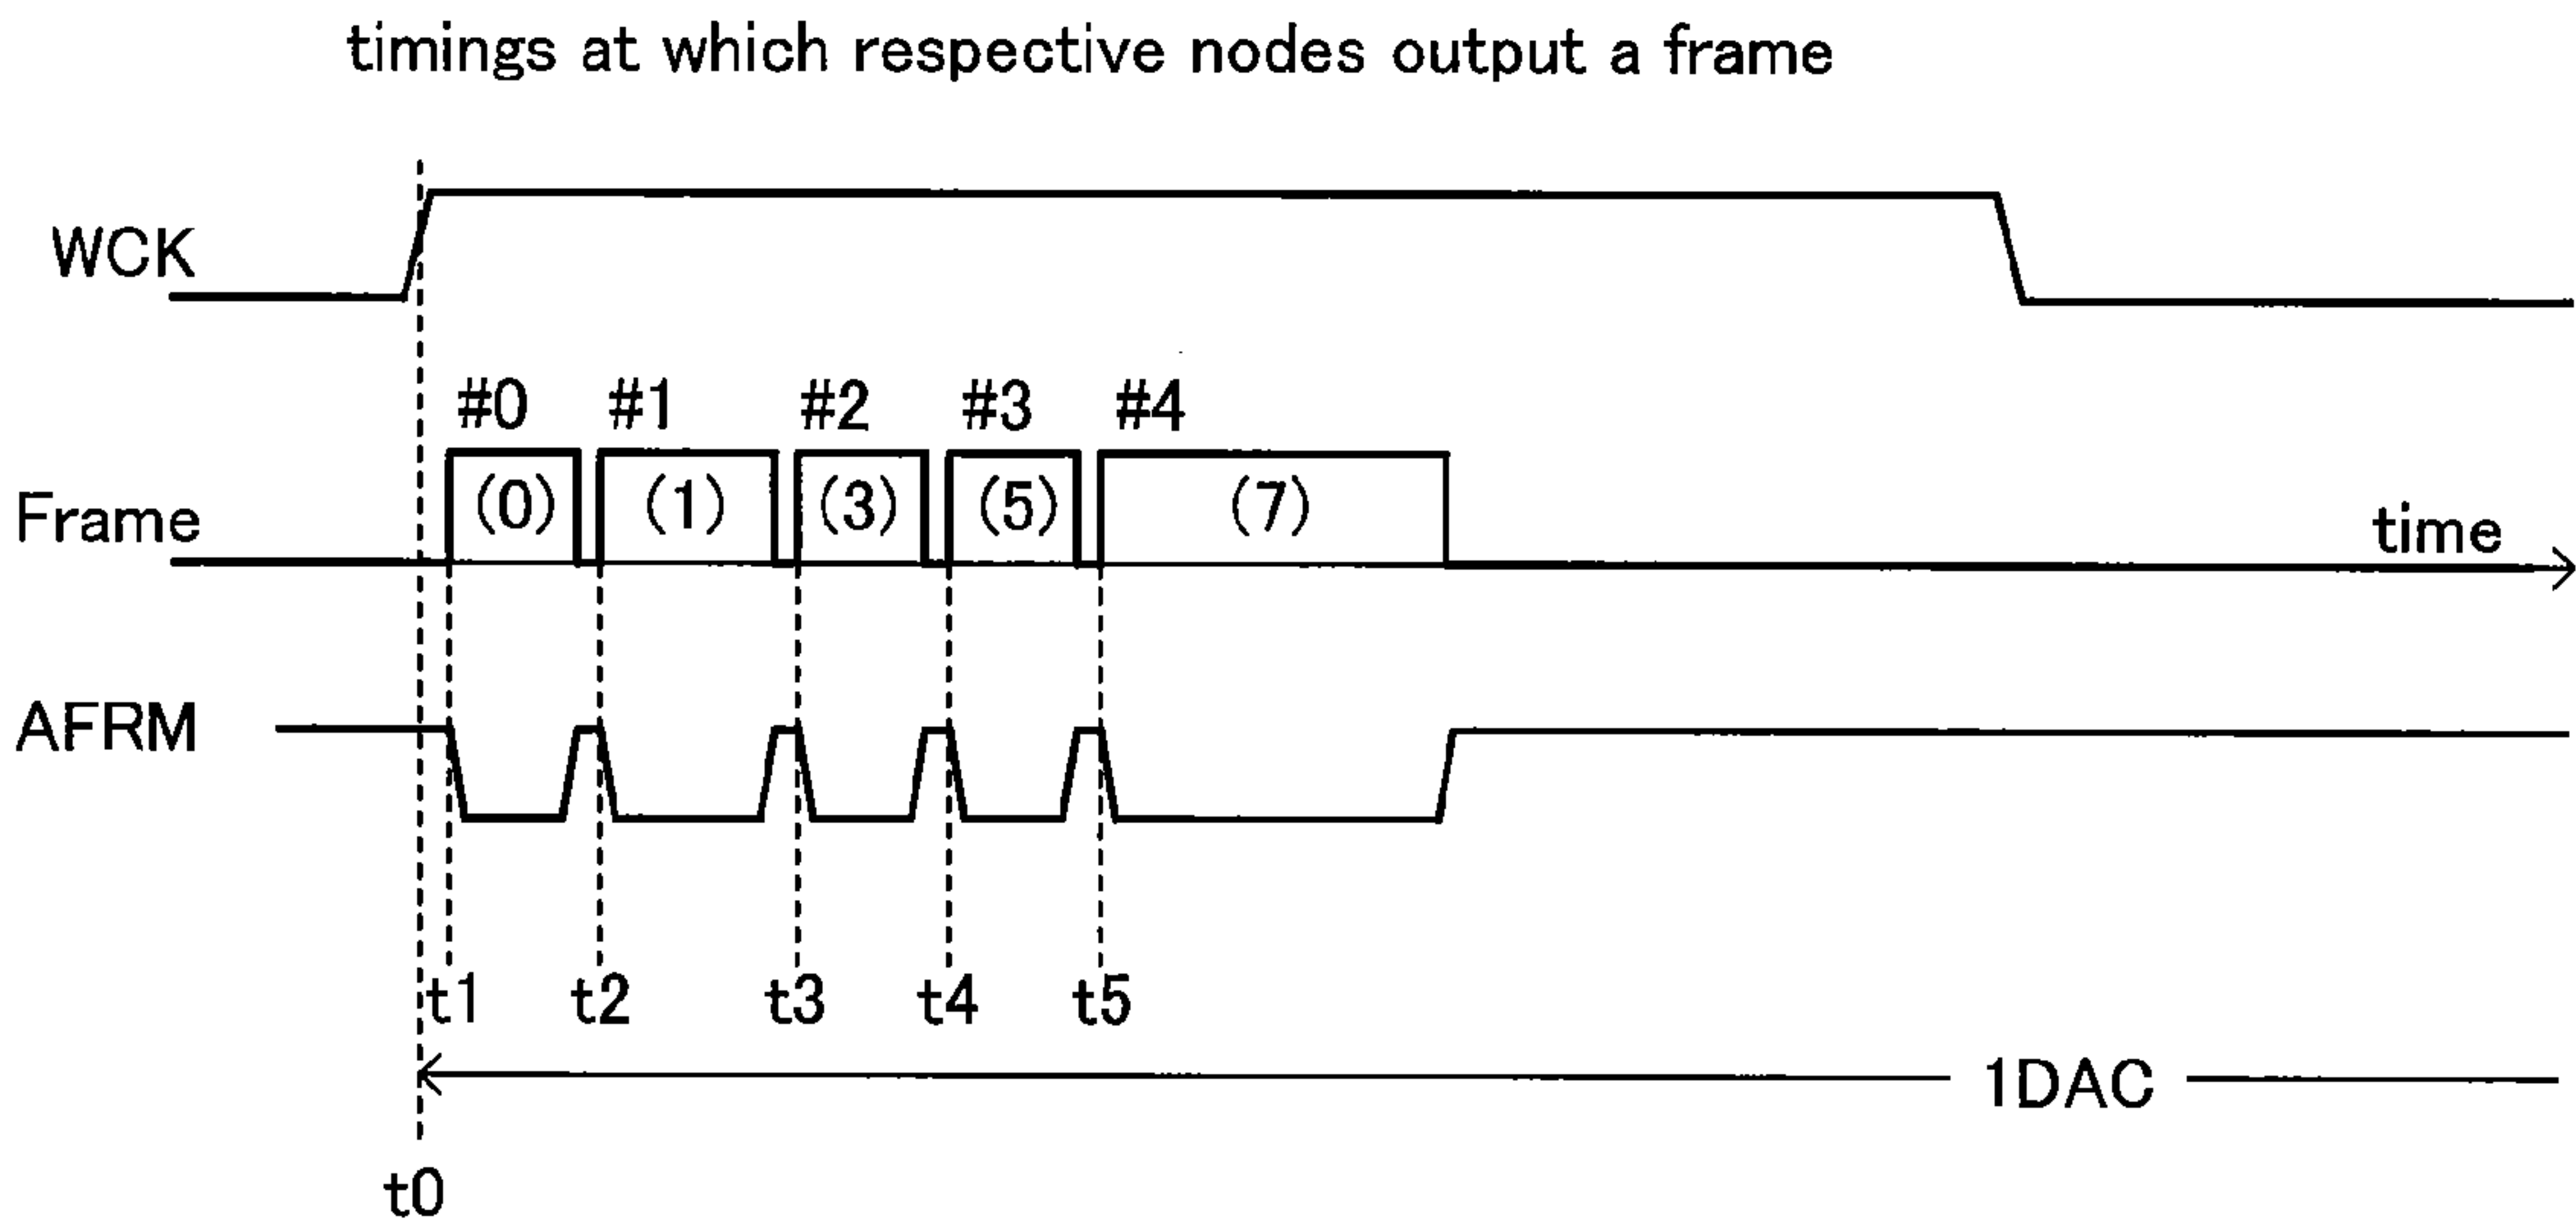 timings at which respective nodes output a frame
WCK
#0 #1 #2 #3 #4
Frame (0) (1) (3) (5) (7) time
AFRM
t1 t2 t3 t4 t5
1DAC
t0